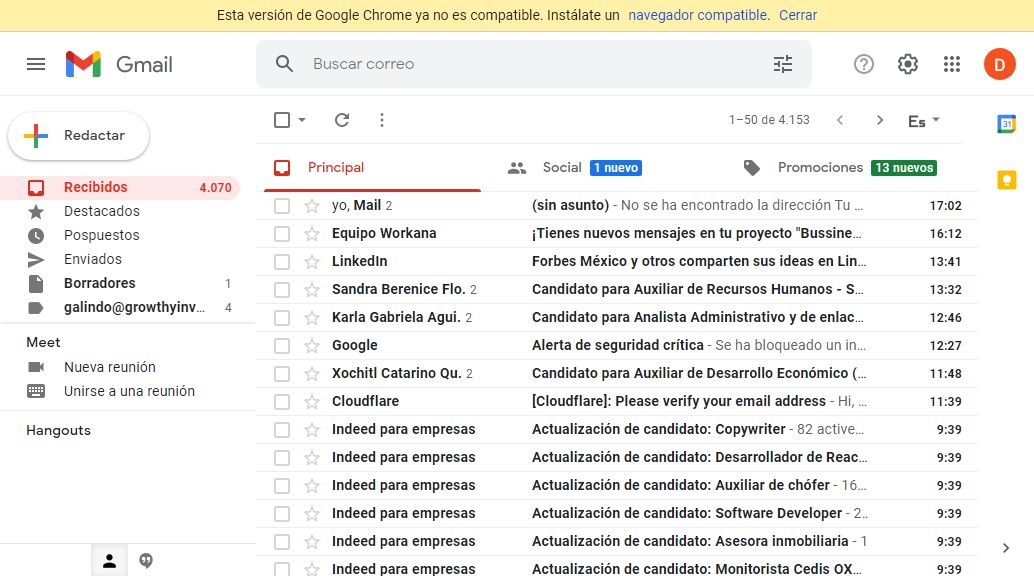 Esta versión de Google Chrome ya no es compatible. Instálate un navegador compatible. Cerrar
Gmail
Buscar correo
D
Redactar
1–50 de 4.153
Es
31
Principal
Social 1 nuevo
Promociones 13 nuevos
Recibidos 4.070
Destacados
Pospuestos
Enviados
Borradores 1
galindo@growthyinv... 4
Meet
Nueva reunión
Unirse a una reunión
Hangouts
yo, Mail 2 (sin asunto) - No se ha encontrado la dirección Tu ... 17:02
Equipo Workana ¡Tienes nuevos mensajes en tu proyecto "Bussine... 16:12
LinkedIn Forbes México y otros comparten sus ideas en Lin... 13:41
Sandra Berenice Flo. 2 Candidato para Auxiliar de Recursos Humanos - S... 13:32
Karla Gabriela Agui. 2 Candidato para Analista Administrativo y de enlac... 12:46
Google Alerta de seguridad crítica - Se ha bloqueado un in... 12:27
Xochitl Catarino Qu. 2 Candidato para Auxiliar de Desarrollo Económico (... 11:48
Cloudflare [Cloudflare]: Please verify your email address - Hi, ... 11:39
Indeed para empresas Actualización de candidato: Copywriter - 82 active... 9:39
Indeed para empresas Actualización de candidato: Desarrollador de Reac... 9:39
Indeed para empresas Actualización de candidato: Auxiliar de chófer - 16... 9:39
Indeed para empresas Actualización de candidato: Software Developer - 2.. 9:39
Indeed para empresas Actualización de candidato: Asesora inmobiliaria - 1 9:39
Indeed para empresas Actualización de candidato: Monitorista Cedis OX... 9:39